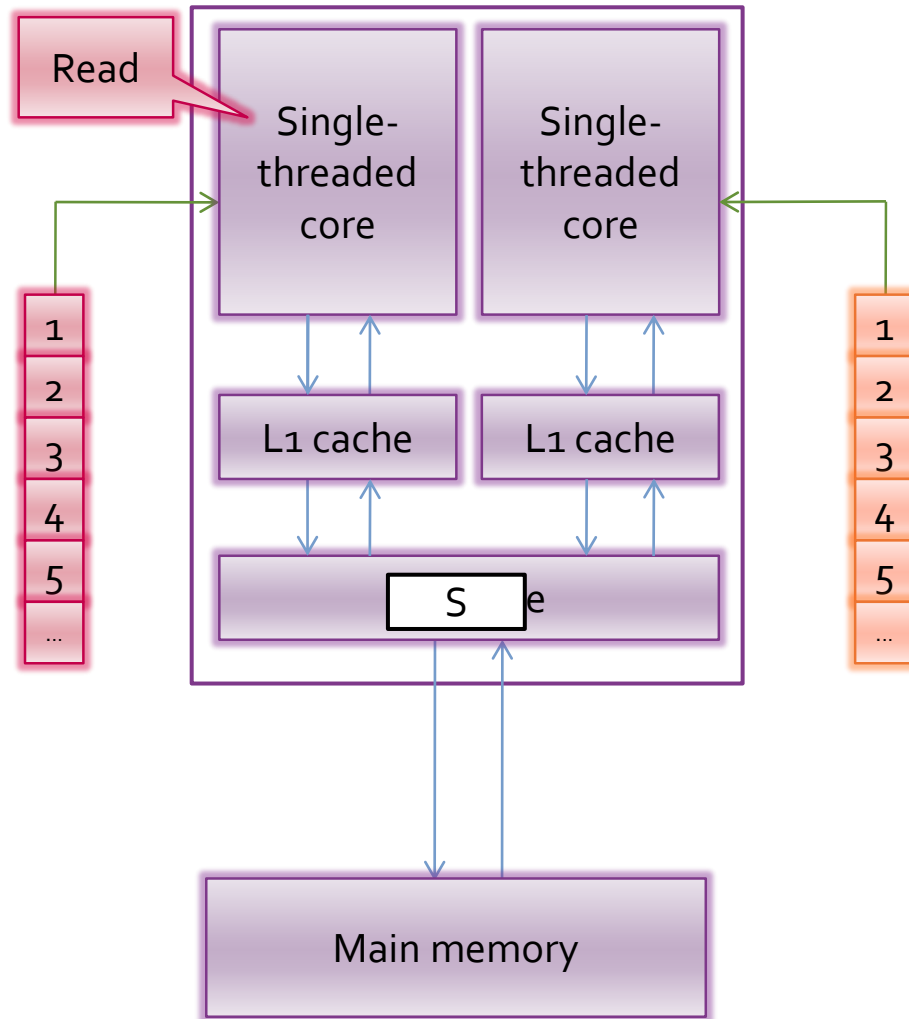 Read
Single-
threaded
core
Single-
threaded
core
1
2
3
4
5
...
1
2
3
4
5
...
L1 cache
L1 cache
S e
Main memory